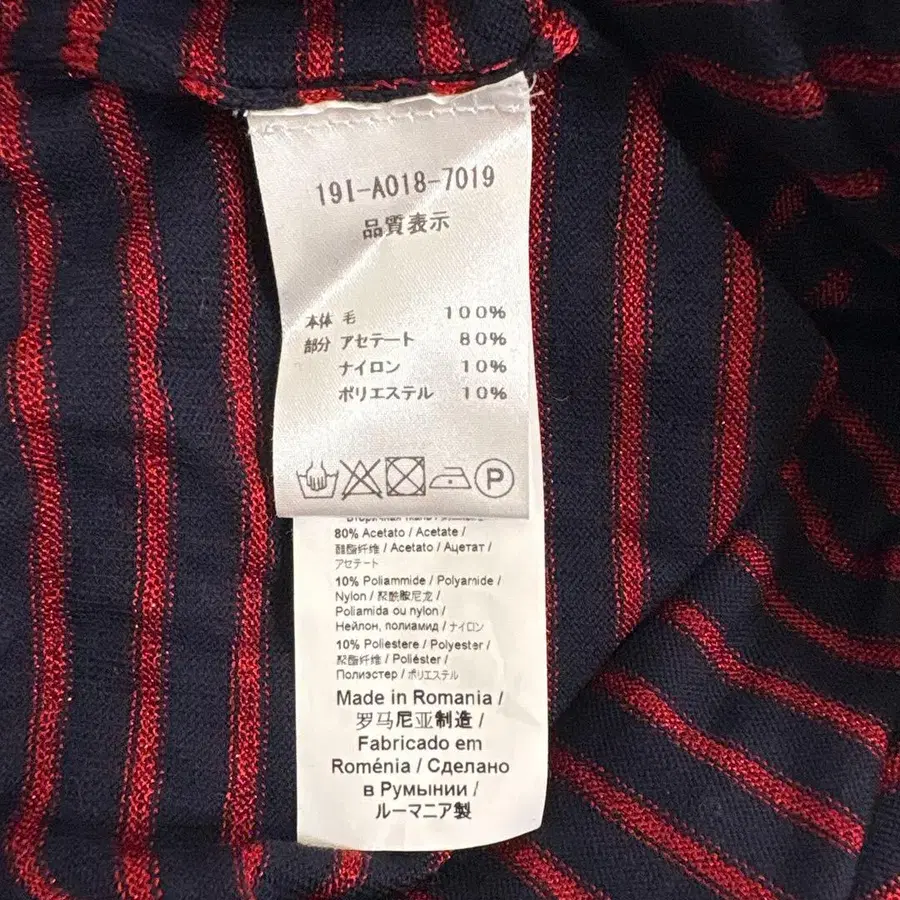 19I-A018-7019
品質表示
本体 毛 100%
部分 アセテート 80%
ナイロン 10%
ポリエステル 10%
P
80% Acetato / Acetate /
醋酯纤维 / Acetato / Ацетат /
アセテート
10% Poliammide / Polyamide /
Nylon / 聚酰胺尼龙 /
Poliamida ou nylon /
Нейлон, полиамид / ナイロン
10% Poliestere / Polyester /
聚酯纤维 / Poliéster /
Полиэстер / ポリエステル
Made in Romania /
罗马尼亚制造 /
Fabricado em
Roménia / Сделано
в Румынии /
ルーマニア製